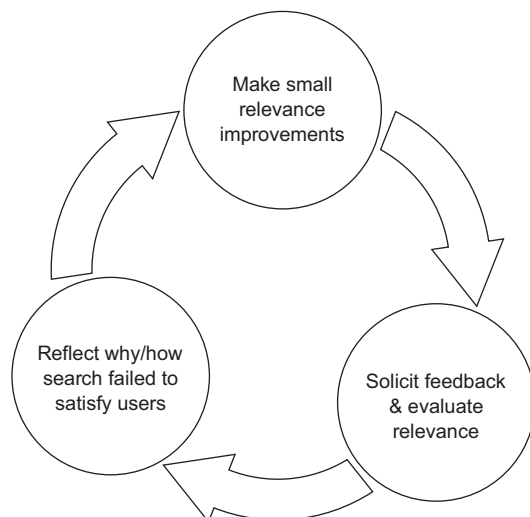 Make small
relevance
improvements
Solicit feedback
& evaluate
relevance
Reflect why/how
search failed to
satisfy users